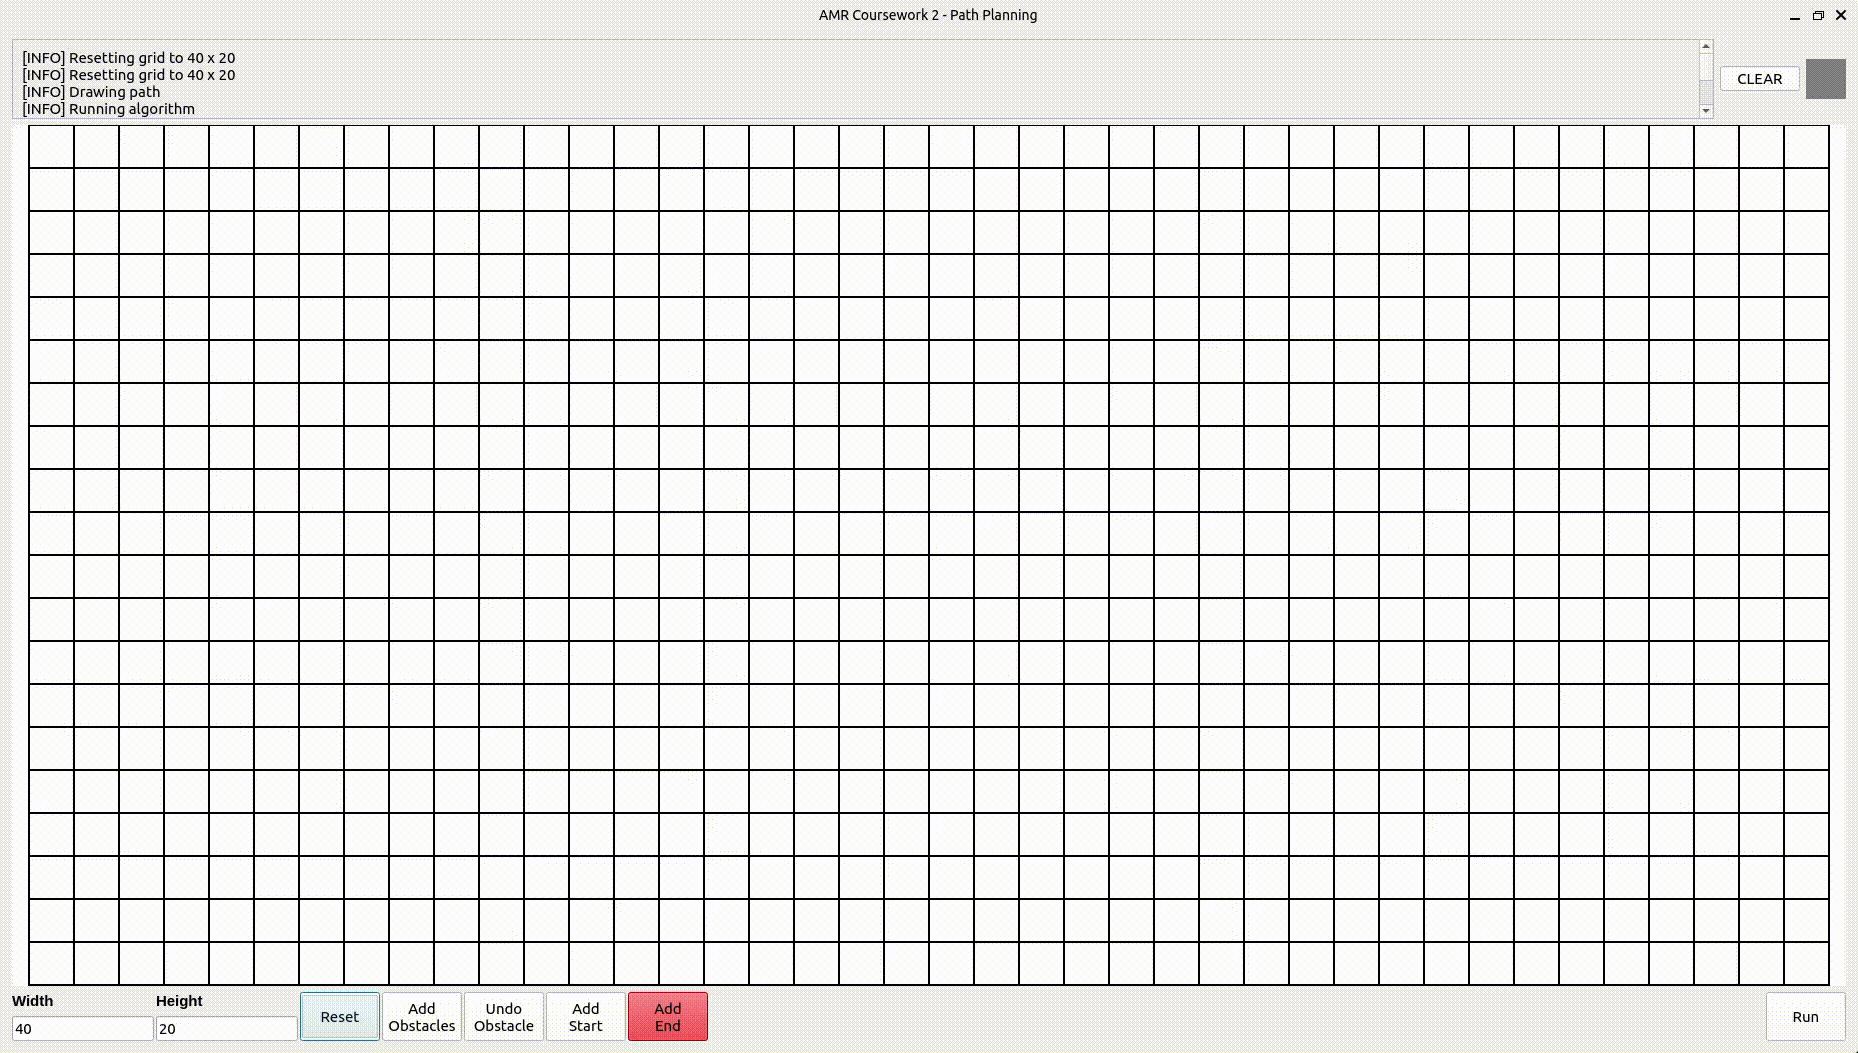 AMR Coursework 2 - Path Planning
[INFO] Resetting grid to 40 x 20
[INFO] Resetting grid to 40 x 20
[INFO] Drawing path
[INFO] Running algorithm
CLEAR
Width
Height
40
20
Reset
Add
Obstacles
Undo
Obstacle
Add
Start
Add
End
Run